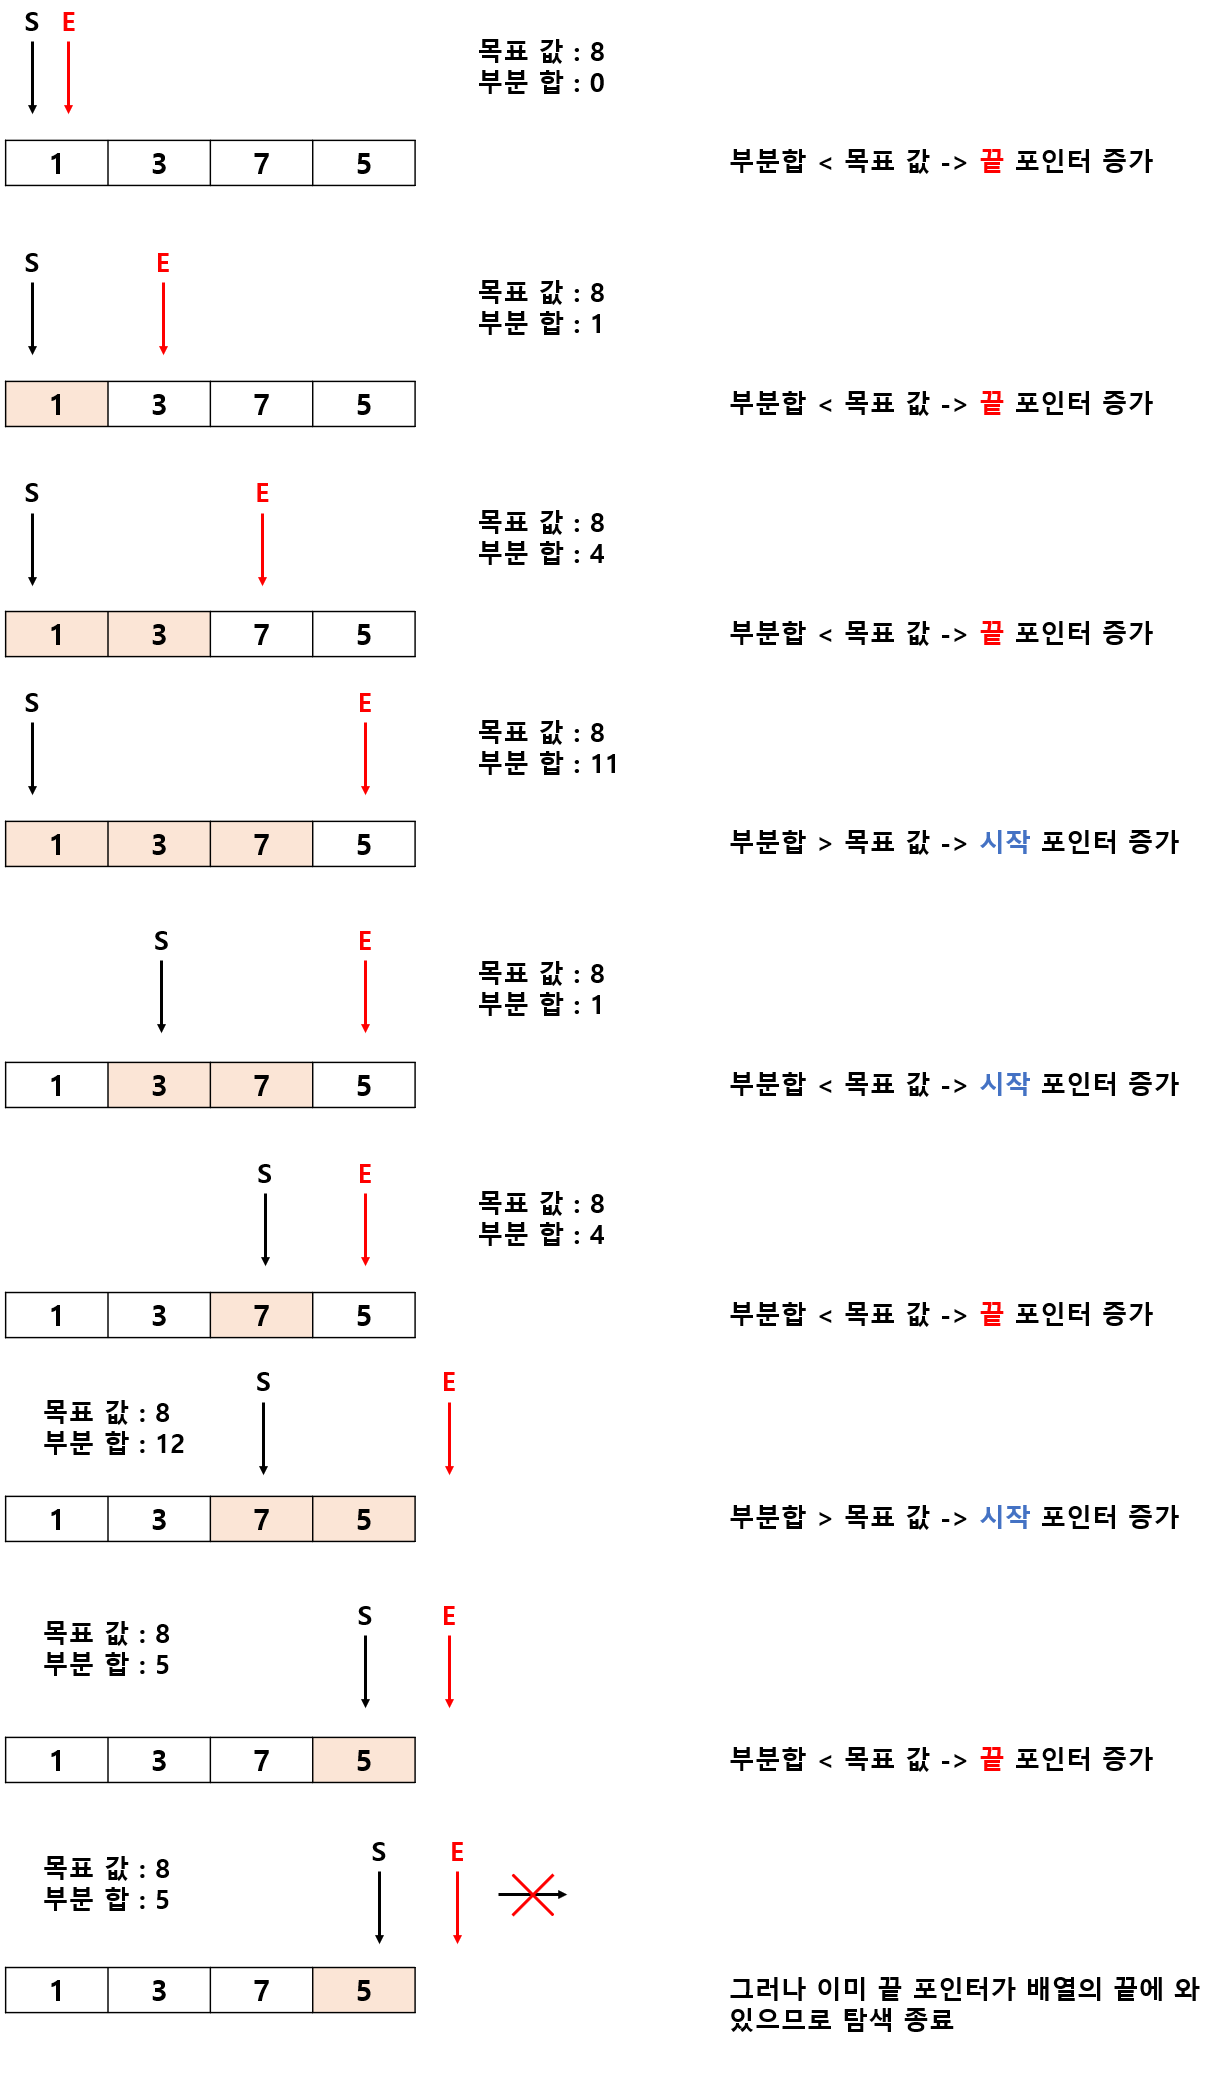 S E
목표 값 : 8
부분 합 : 0
1 3 7 5
부분합 < 목표 값 -> 끝 포인터 증가
S E
목표 값 : 8
부분 합 : 1
1 3 7 5
부분합 < 목표 값 -> 끝 포인터 증가
S E
목표 값 : 8
부분 합 : 4
1 3 7 5
부분합 < 목표 값 -> 끝 포인터 증가
S E
목표 값 : 8
부분 합 : 11
1 3 7 5
부분합 > 목표 값 -> 시작 포인터 증가
S E
목표 값 : 8
부분 합 : 1
1 3 7 5
부분합 < 목표 값 -> 시작 포인터 증가
S E
목표 값 : 8
부분 합 : 4
1 3 7 5
부분합 < 목표 값 -> 끝 포인터 증가
S E
목표 값 : 8
부분 합 : 12
1 3 7 5
부분합 > 목표 값 -> 시작 포인터 증가
S E
목표 값 : 8
부분 합 : 5
1 3 7 5
부분합 < 목표 값 -> 끝 포인터 증가
S E
목표 값 : 8
부분 합 : 5
1 3 7 5
그러나 이미 끝 포인터가 배열의 끝에 와
있으므로 탐색 종료